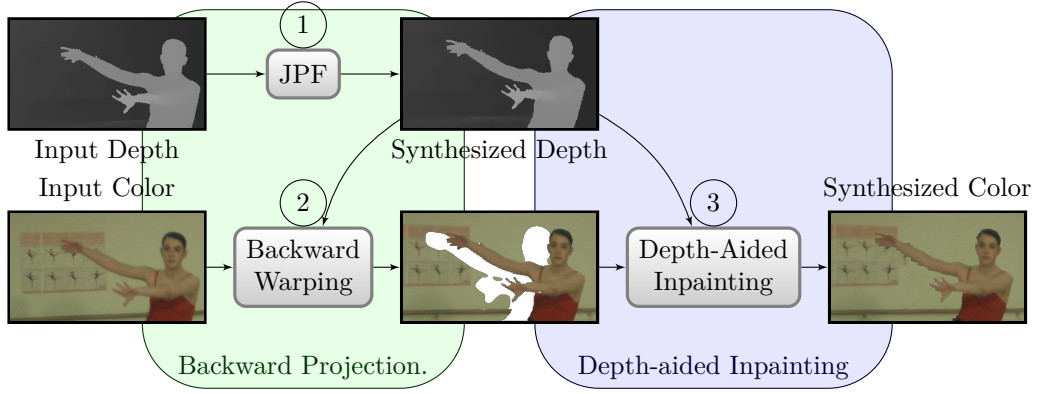 1
JPF
Input Depth
Synthesized Depth
Input Color
Synthesized Color
2
3
Backward
Warping
Depth-Aided
Inpainting
Backward Projection.
Depth-aided Inpainting